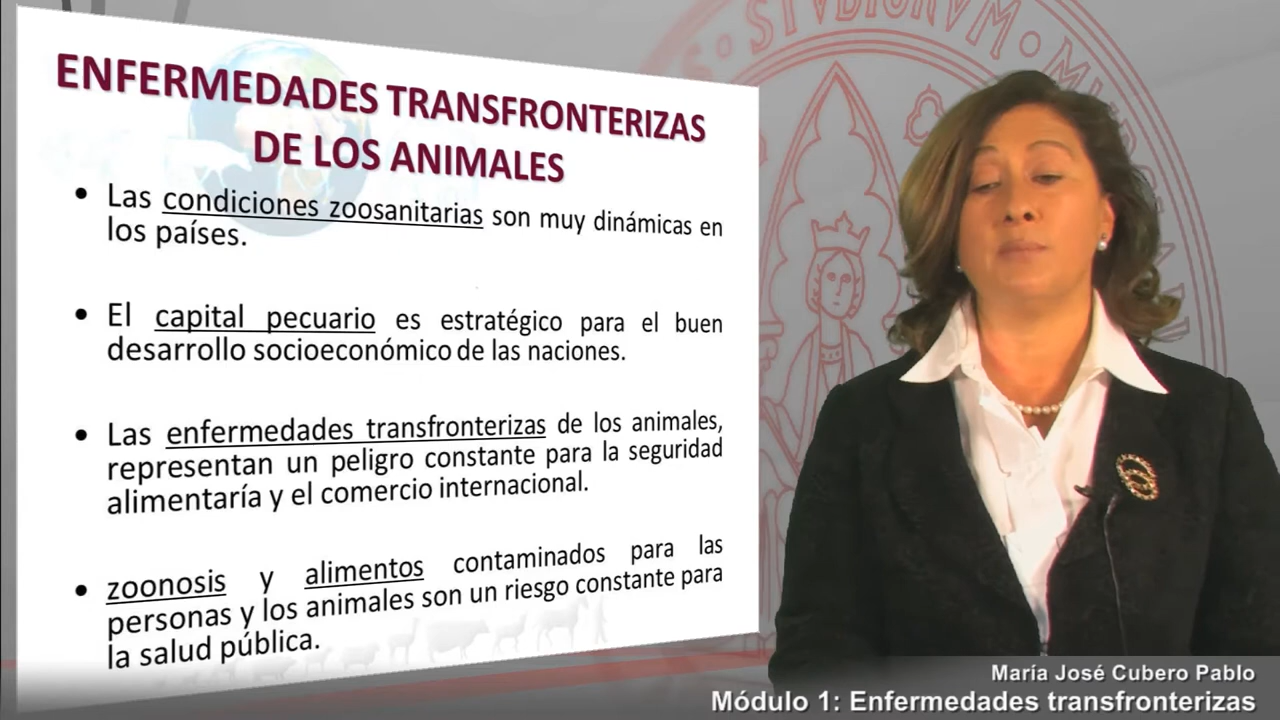 ENFERMEDADES TRANSFRONTERIZAS
DE LOS ANIMALES
• Las condiciones zoosanitarias son muy dinámicas en
los países.
• El capital pecuario es estratégico para el buen
desarrollo socioeconómico de las naciones.
• Las enfermedades transfronterizas de los animales,
representan un peligro constante para la seguridad
alimentaría y el comercio internacional.
• zoonosis y alimentos contaminados para las
personas y los animales son un riesgo constante para
la salud pública.
STVDIORVM
María José Cubero Pablo
Módulo 1: Enfermedades transfronterizas